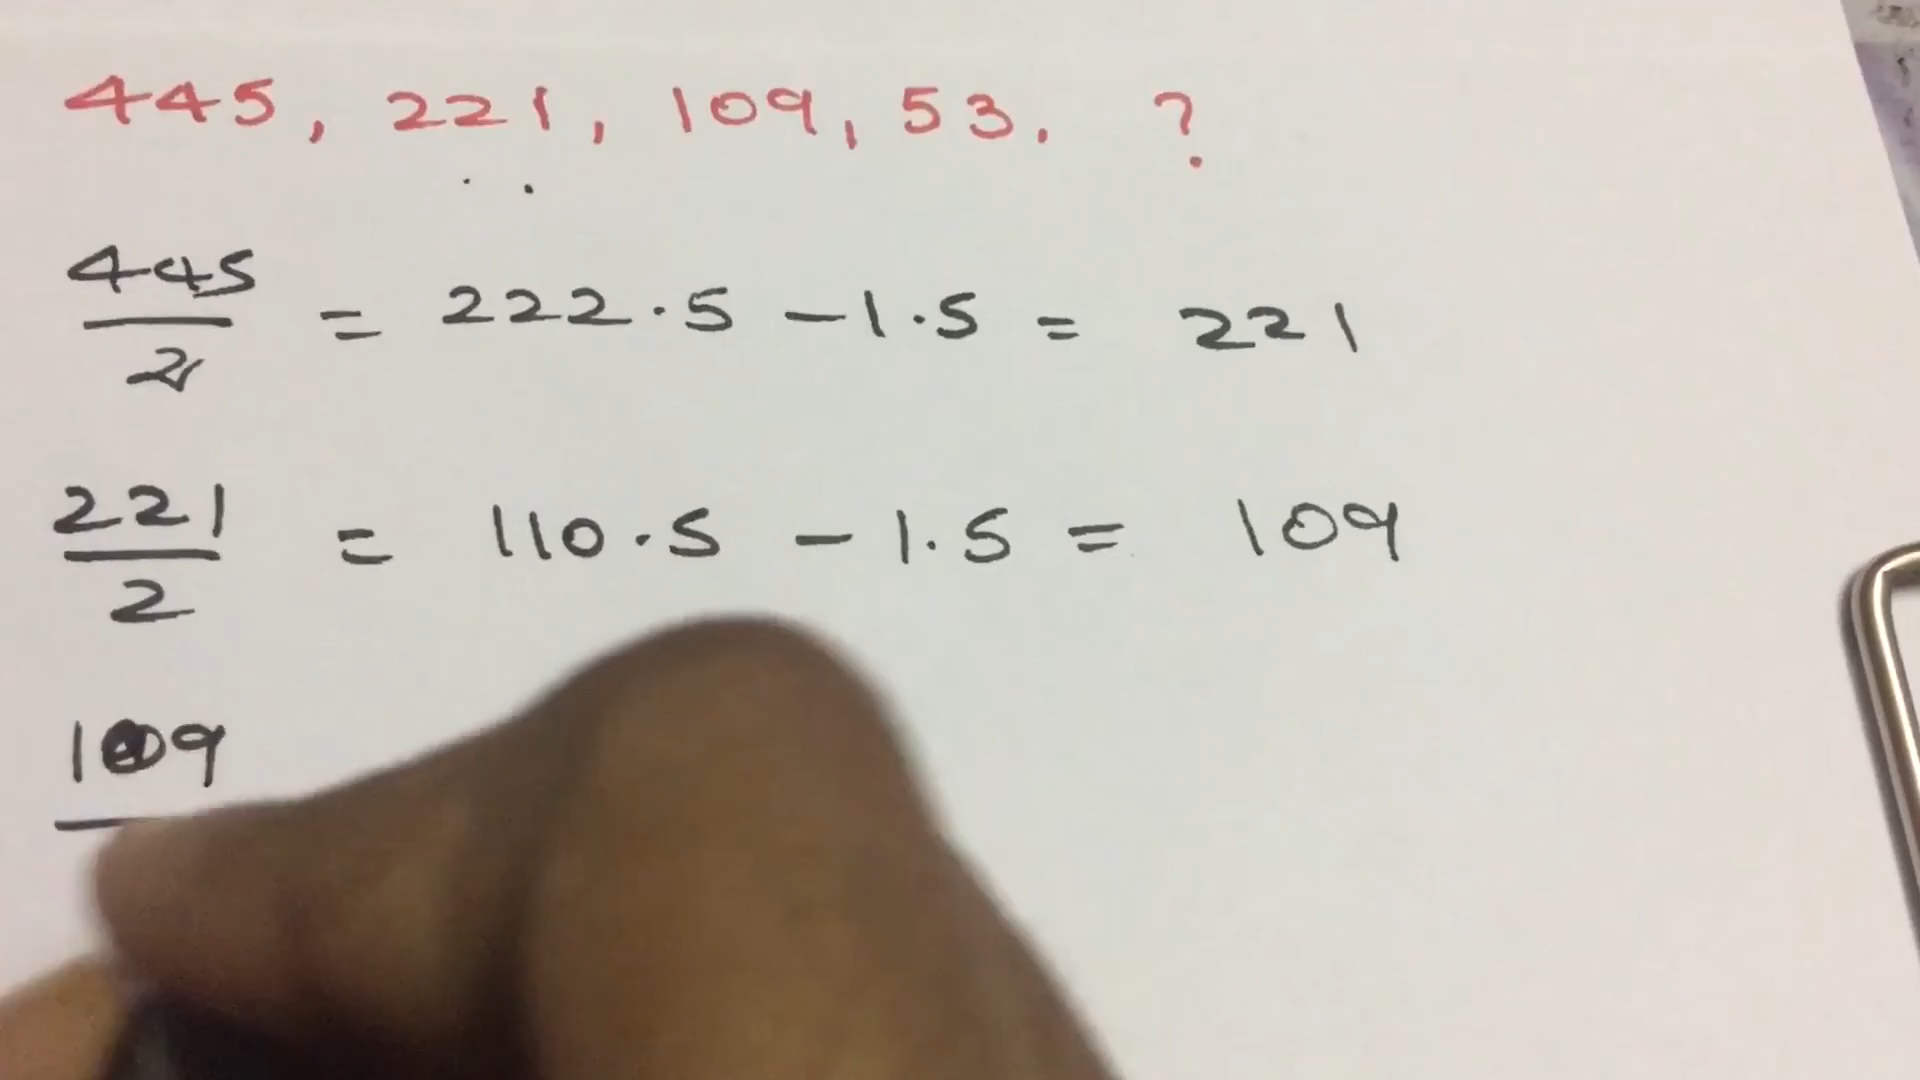 445, 221, 109, 53. ?
445/2 = 222.5 - 1.5 = 221
221/2 = 110.5 - 1.5 = 109
109